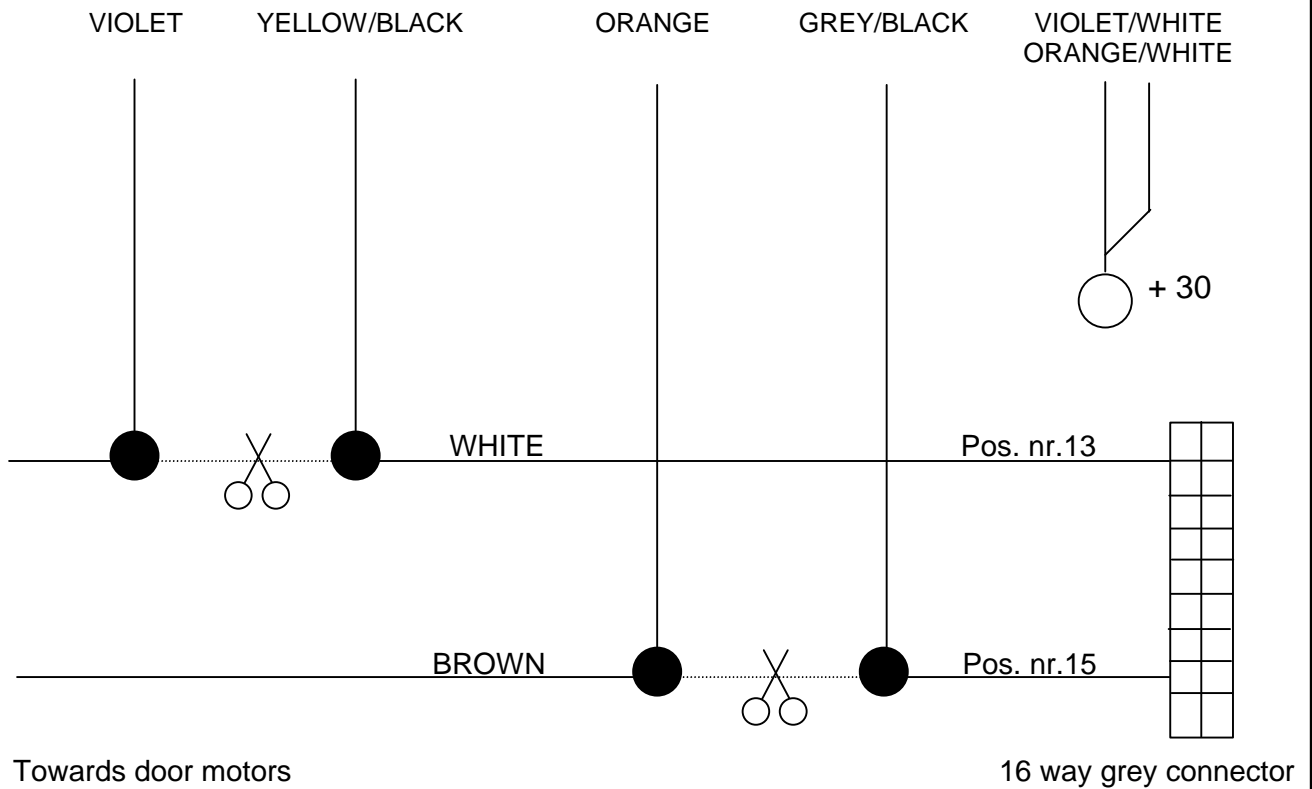 VIOLET YELLOW/BLACK ORANGE GREY/BLACK VIOLET/WHITE
ORANGE/WHITE
+ 30
WHITE Pos. nr.13
BROWN Pos. nr.15
Towards door motors 16 way grey connector